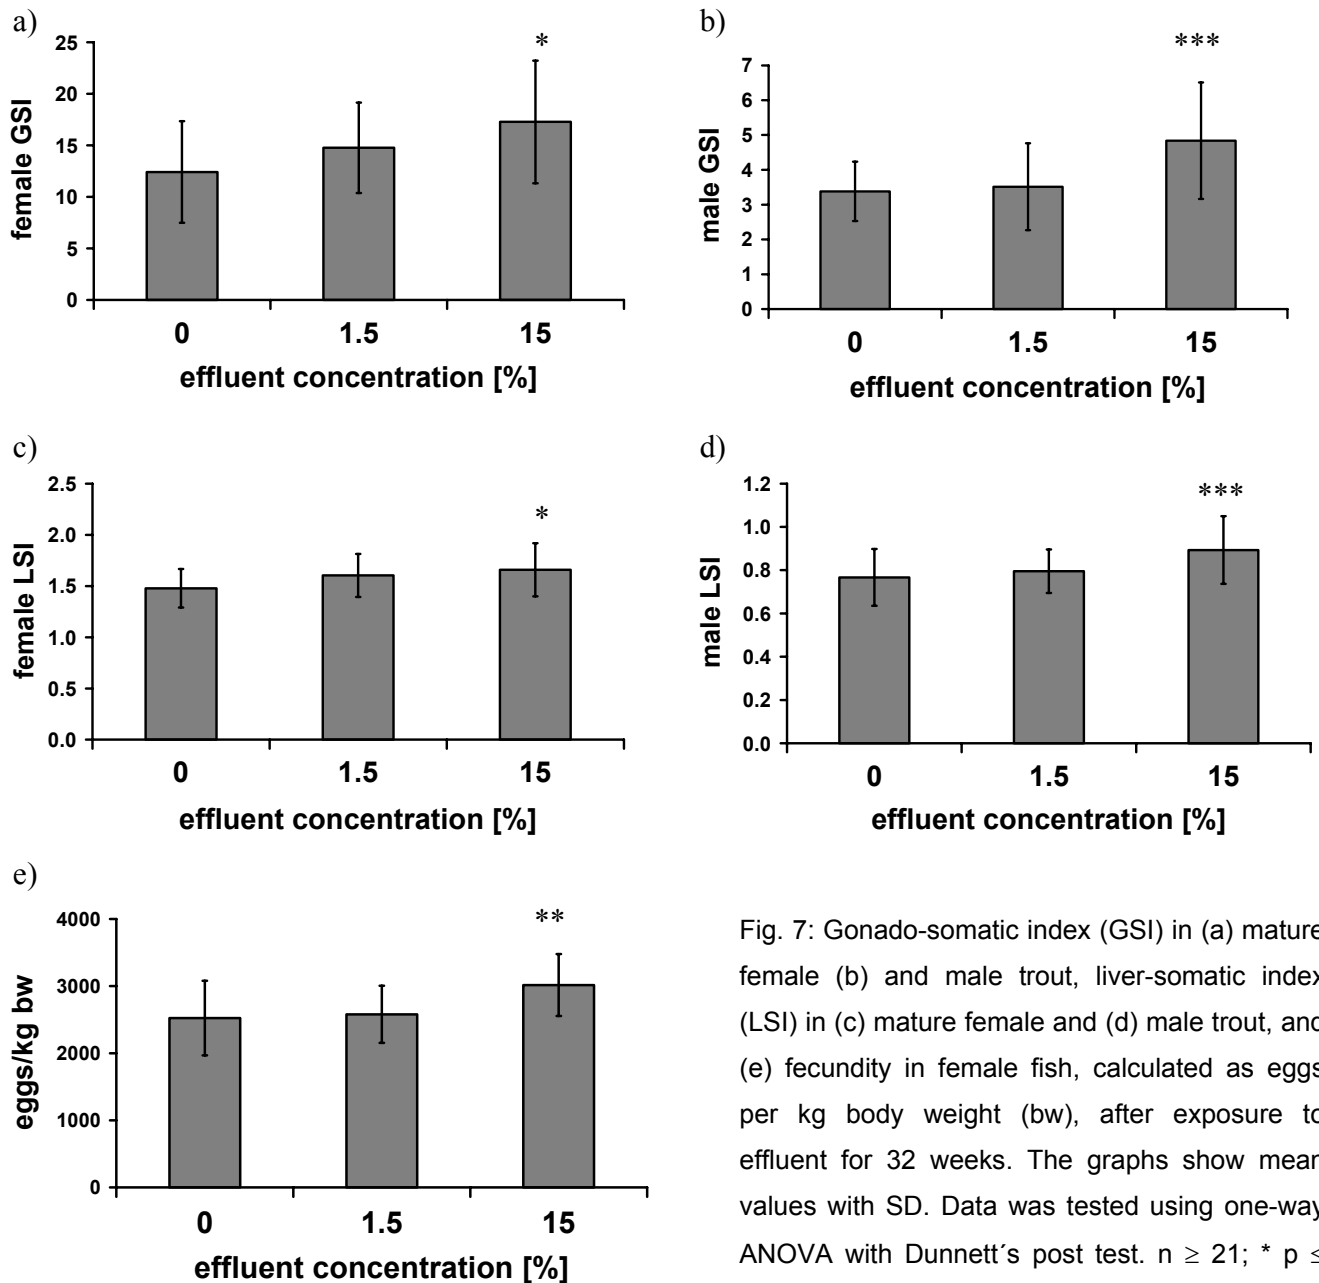 a)
*
25
20
15
10
5
0
female GSI
0 1.5 15
effluent concentration [%]
b)
***
7
6
5
4
3
2
1
0
male GSI
0 1.5 15
effluent concentration [%]
c)
*
2.5
2.0
1.5
1.0
0.5
0.0
female LSI
0 1.5 15
effluent concentration [%]
d)
***
1.2
1.0
0.8
0.6
0.4
0.2
0.0
male LSI
0 1.5 15
effluent concentration [%]
e)
**
4000
3000
2000
1000
0
eggs/kg bw
0 1.5 15
effluent concentration [%]
Fig. 7: Gonado-somatic index (GSI) in (a) mature
female (b) and male trout, liver-somatic index
(LSI) in (c) mature female and (d) male trout, and
(e) fecundity in female fish, calculated as eggs
per kg body weight (bw), after exposure to
effluent for 32 weeks. The graphs show mean
values with SD. Data was tested using one-way
ANOVA with Dunnett´s post test. n ≥ 21; * p ≤